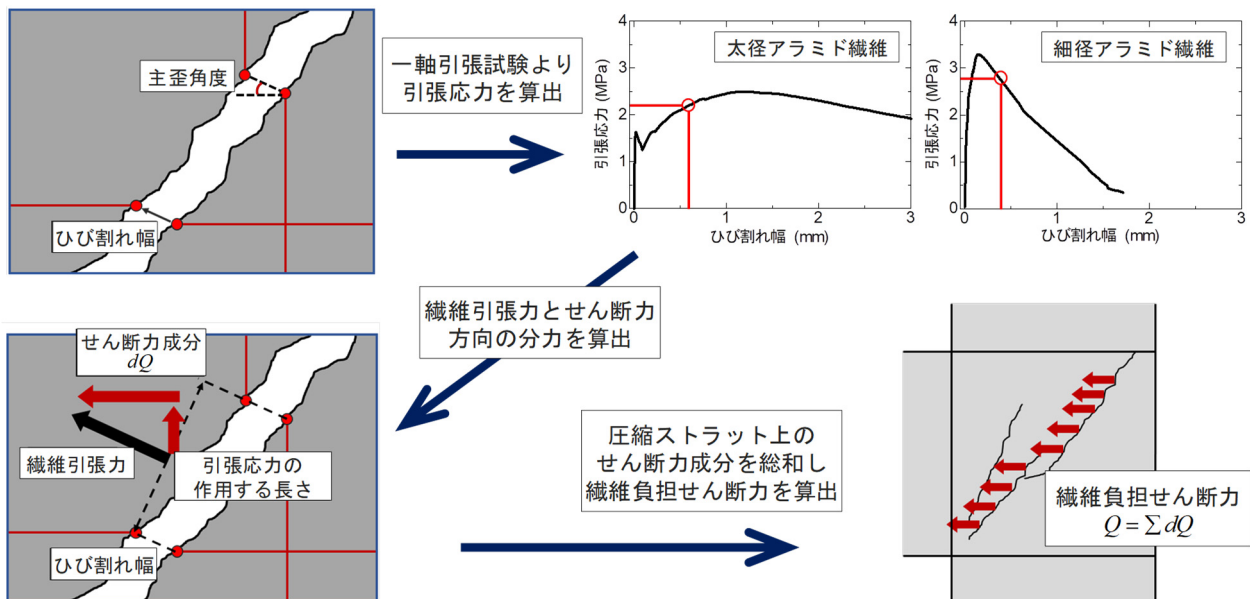 主歪角度
ひび割れ幅
一軸引張試験より
引張応力を算出
太径アラミド繊維
引張応力 (MPa)
4
3
2
1
0
0
1
2
3
ひび割れ幅 (mm)
細径アラミド繊維
引張応力 (MPa)
4
3
2
1
0
0
1
2
3
ひび割れ幅 (mm)
繊維引張力とせん断力
方向の分力を算出
せん断力成分
dQ
繊維引張力
引張応力の
作用する長さ
ひび割れ幅
圧縮ストラット上の
せん断力成分を総和し
繊維負担せん断力を算出
繊維負担せん断力
Q = ∑ dQ